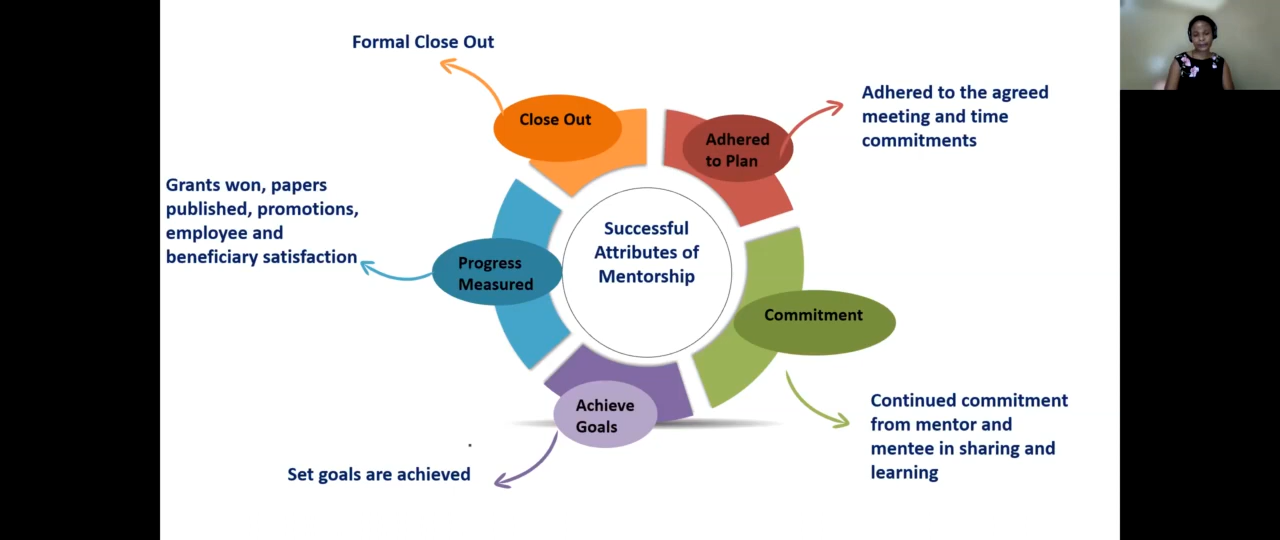 Formal Close Out
Close Out
Adhered
to Plan
Adhered to the agreed
meeting and time
commitments
Grants won, papers
published, promotions,
employee and
beneficiary satisfaction
Progress
Measured
Successful
Attributes of
Mentorship
Commitment
Continued commitment
from mentor and
mentee in sharing and
learning
Achieve
Goals
Set goals are achieved